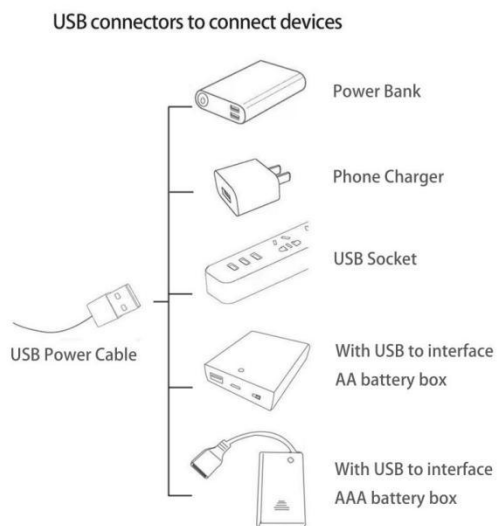 USB connectors to connect devices
Power Bank
Phone Charger
USB Socket
USB Power Cable
With USB to interface
AA battery box
With USB to interface
AAA battery box